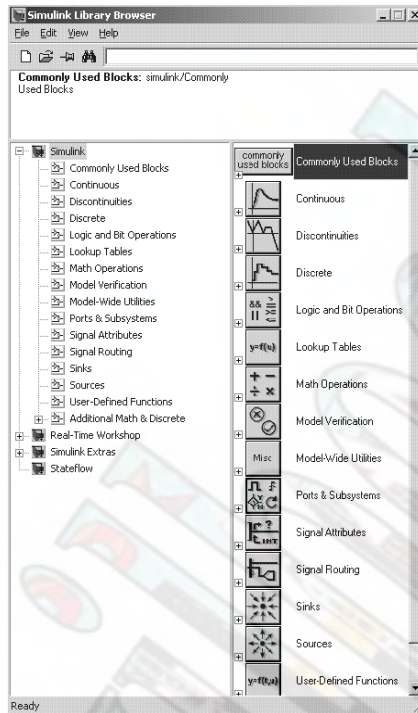 Simulink Library Browser
File Edit View Help
Commonly Used Blocks: simulink/Commonly
Used Blocks
Simulink
Commonly Used Blocks
Continuous
Discontinuities
Discrete
Logic and Bit Operations
Lookup Tables
Math Operations
Model Verification
Model-Wide Utilities
Ports & Subsystems
Signal Attributes
Signal Routing
Sinks
Sources
User-Defined Functions
Additional Math & Discrete
Real-Time Workshop
Simulink Extras
Stateflow
commonly
used blocks Commonly Used Blocks
Continuous
Discontinuities
Discrete
Logic and Bit Operations
y=f(u) Lookup Tables
Math Operations
Model Verification
Misc Model-Wide Utilities
Ports & Subsystems
Signal Attributes
Signal Routing
Sinks
Sources
y=f(t,u) User-Defined Functions
Ready